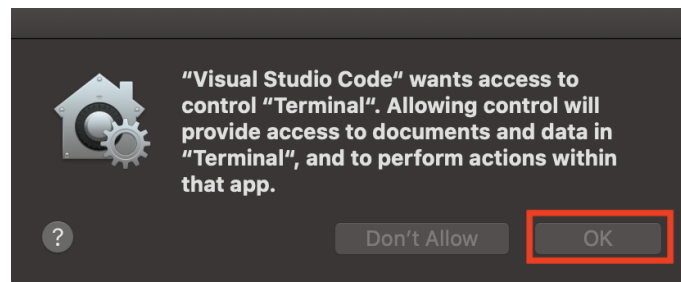 “Visual Studio Code“ wants access to
control “Terminal“. Allowing control will
provide access to documents and data in
“Terminal“, and to perform actions within
that app.
?
Don’t Allow
OK